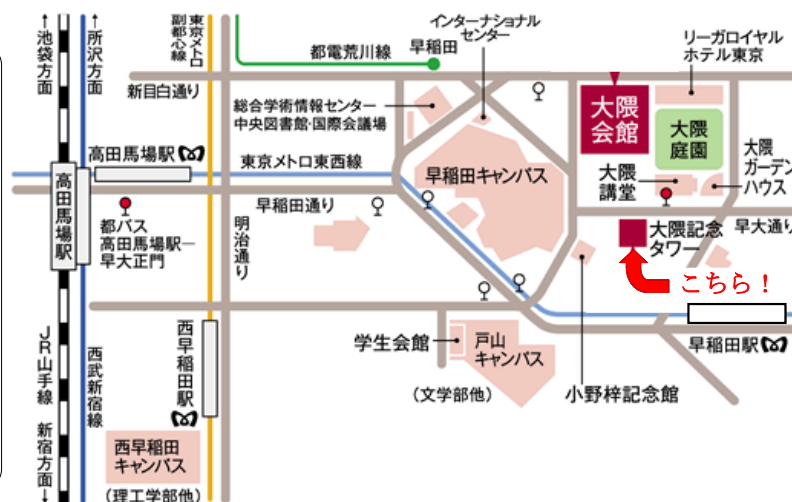 ↑池袋方面
↑所沢方面
東京メトロ
副都心線
都電荒川線
早稲田
インターナショナル
センター
リーガロイヤル
ホテル東京
新目白通り
総合学術情報センター
中央図書館・国際会議場
大隈
会館
大隈
庭園
高田馬場駅
東京メトロ東西線
早稲田キャンパス
大隈
講堂
大隈
ガーデン
ハウス
高田馬場駅
都バス
高田馬場駅―
早大正門
早稲田通り
明治通り
大隈記念
タワー
早大通り
こちら！
西早稲田駅
学生会館
戸山
キャンパス
(文学部他)
小野梓記念館
早稲田駅
JR山手線 新宿方面↓
西武新宿線
西早稲田
キャンパス
(理工学部他)